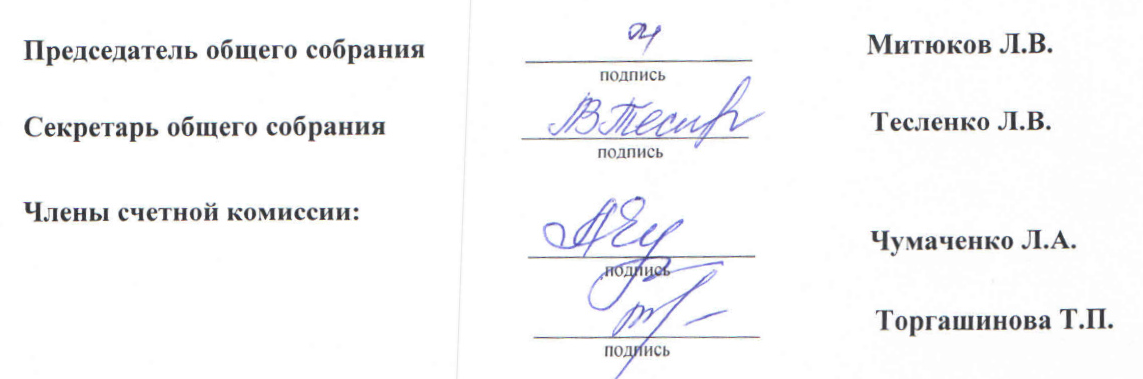 Председатель общего собрания Митюков Л.В.
подпись
Секретарь общего собрания Тесленко Л.В.
подпись
Члены счетной комиссии:
Чумаченко Л.А.
подпись
Торгашинова Т.П.
подпись